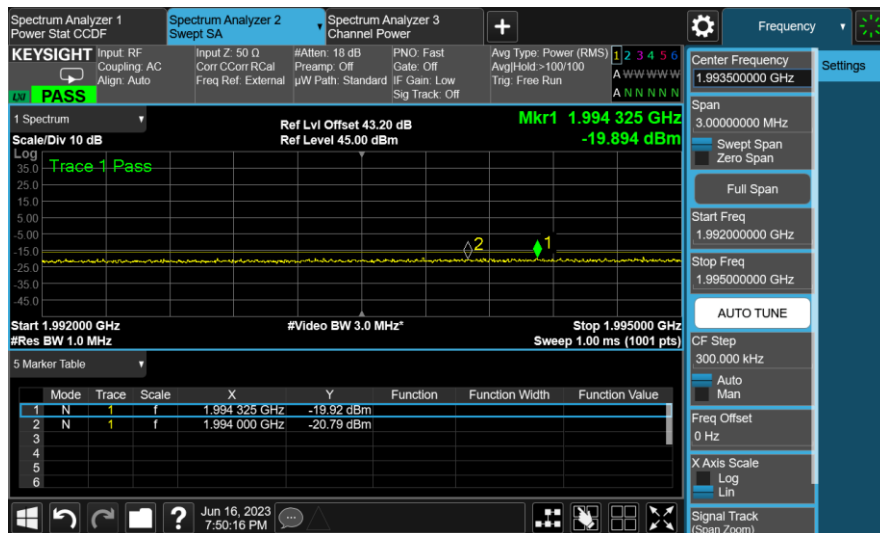 Spectrum Analyzer 1
Power Stat CCDF
Spectrum Analyzer 2
Swept SA
Spectrum Analyzer 3
Channel Power
Frequency
KEYSIGHT
LXI
PASS
Input: RF
Coupling: AC
Align: Auto
Input Z: 50 Ω
Corr CCorr RCal
Freq Ref: External
#Atten: 18 dB
Preamp: Off
µW Path: Standard
PNO: Fast
Gate: Off
IF Gain: Low
Sig Track: Off
Avg Type: Power (RMS)
Avg|Hold:>100/100
Trig: Free Run
1 2 3 4 5 6
A W W W W W
A N N N N N
1 Spectrum
Scale/Div 10 dB
Ref Lvl Offset 43.20 dB
Ref Level 45.00 dBm
Mkr1 1.994 325 GHz
-19.894 dBm
Log
Trace 1 Pass
35.0
25.0
15.0
5.00
-5.00
-15.0
-25.0
-35.0
-45.0
2
1
Start 1.992000 GHz
#Res BW 1.0 MHz
#Video BW 3.0 MHz*
Stop 1.995000 GHz
Sweep 1.00 ms (1001 pts)
5 Marker Table
Mode Trace Scale X Y Function Function Width Function Value
1 N 1 f 1.994 325 GHz -19.92 dBm
2 N 1 f 1.994 000 GHz -20.79 dBm
3
4
5
6
?
Jun 16, 2023
7:50:16 PM
Center Frequency
1.993500000 GHz
Span
3.00000000 MHz
Swept Span
Zero Span
Full Span
Start Freq
1.992000000 GHz
Stop Freq
1.995000000 GHz
AUTO TUNE
CF Step
300.000 kHz
Auto
Man
Freq Offset
0 Hz
X Axis Scale
Log
Lin
Signal Track
(Span Zoom)
Settings